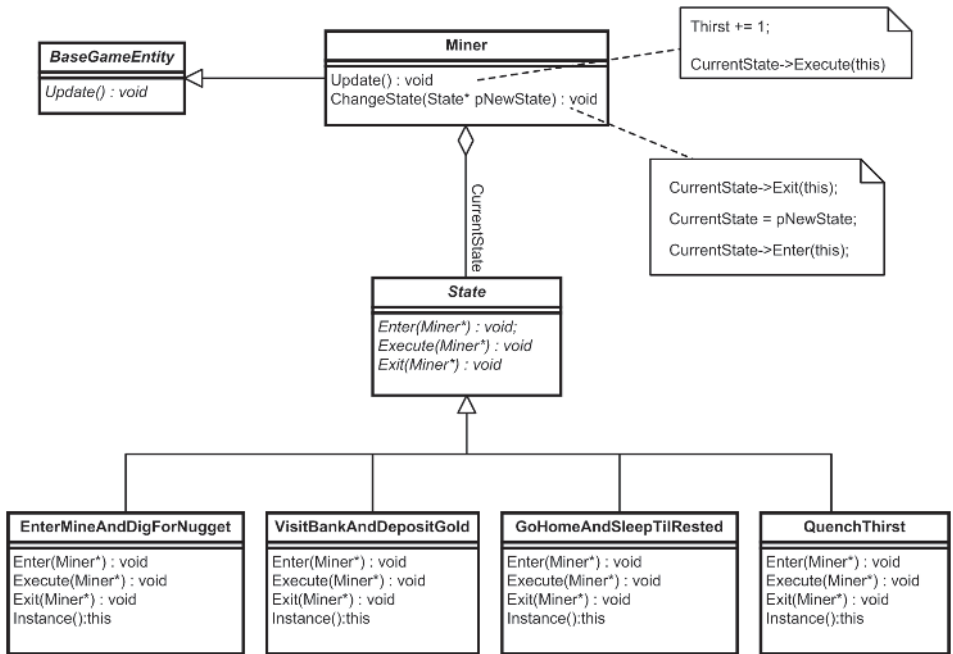 BaseGameEntity
Update() : void
Miner
Update() : void
ChangeState(State* pNewState) : void
Thirst += 1;
CurrentState->Execute(this)
CurrentState->Exit(this);
CurrentState = pNewState;
CurrentState->Enter(this);
CurrentState
State
Enter(Miner*) : void;
Execute(Miner*) : void
Exit(Miner*) : void
EnterMineAndDigForNugget
Enter(Miner*) : void
Execute(Miner*) : void
Exit(Miner*) : void
Instance():this
VisitBankAndDepositGold
Enter(Miner*) : void
Execute(Miner*) : void
Exit(Miner*) : void
Instance():this
GoHomeAndSleepTilRested
Enter(Miner*) : void
Execute(Miner*) : void
Exit(Miner*) : void
Instance():this
QuenchThirst
Enter(Miner*) : void
Execute(Miner*) : void
Exit(Miner*) : void
Instance():this